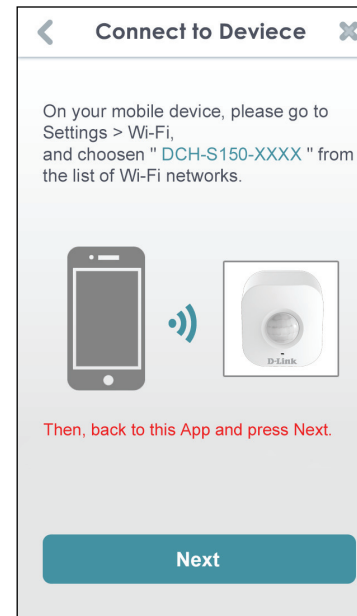 Connect to Deviece
On your mobile device, please go to
Settings > Wi-Fi,
and choosen " DCH-S150-XXXX " from
the list of Wi-Fi networks.
D-Link
Then, back to this App and press Next.
Next